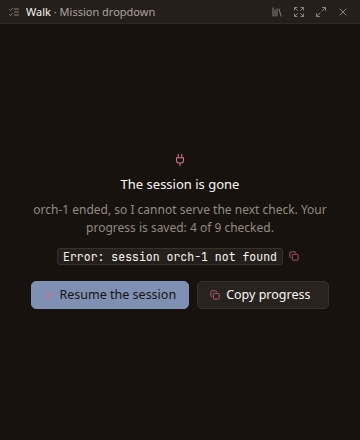 Walk · Mission dropdown
The session is gone
orch-1 ended, so I cannot serve the next check. Your
progress is saved: 4 of 9 checked.
Error: session orch-1 not found
Resume the session
Copy progress